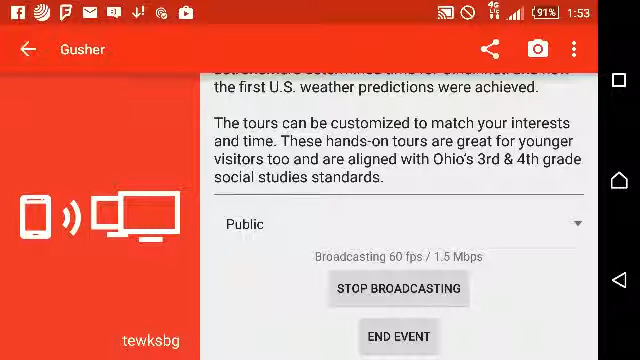 4G
91%
1:53
Gusher
the first U.S. weather predictions were achieved.
The tours can be customized to match your interests
and time. These hands-on tours are great for younger
visitors too and are aligned with Ohio's 3rd & 4th grade
social studies standards.
Public
Broadcasting 60 fps / 1.5 Mbps
STOP BROADCASTING
END EVENT
tewksbg